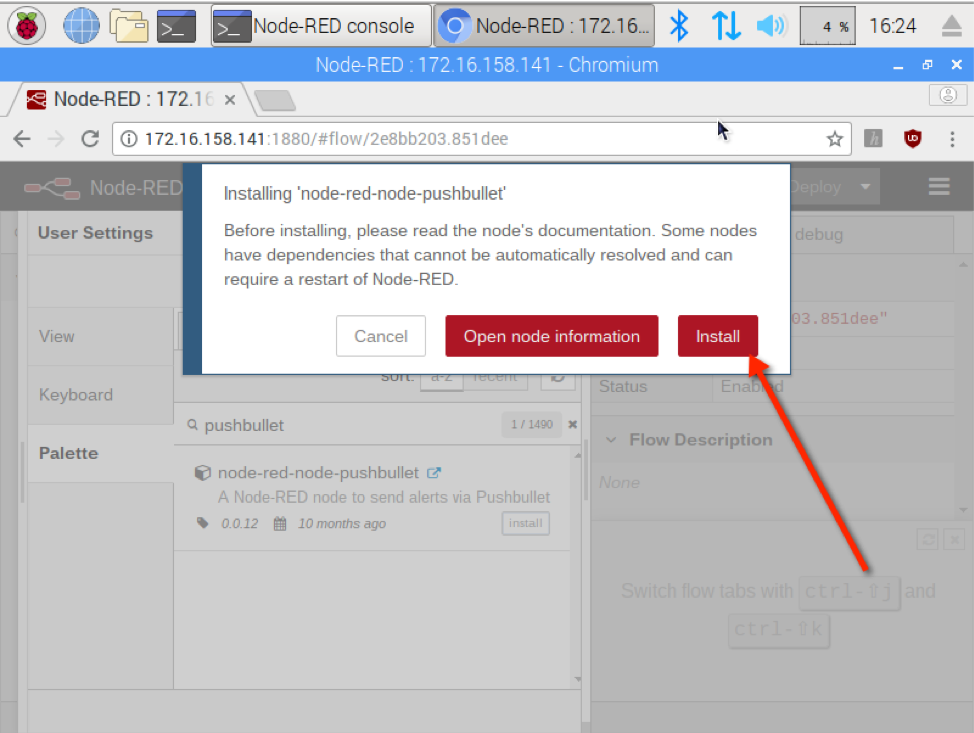 Node-RED console
Node-RED : 172.16...
4 %
16:24
Node-RED : 172.16.158.141 - Chromium
Node-RED : 172.16
172.16.158.141:1880/#flow/2e8bb203.851dee
Node-RED
Deploy
Installing 'node-red-node-pushbullet'
Before installing, please read the node's documentation. Some nodes
have dependencies that cannot be automatically resolved and can
require a restart of Node-RED.
Cancel
Open node information
Install
User Settings
debug
View
03.851dee"
sort:
a-z
recent
Status
Enabled
Keyboard
pushbullet
1 / 1490
Flow Description
Palette
node-red-node-pushbullet
None
A Node-RED node to send alerts via Pushbullet
0.0.12
10 months ago
install
Switch flow tabs with ctrl-⇧j and
ctrl-⇧k